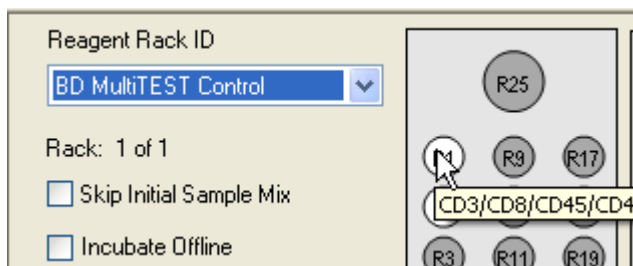 Reagent Rack ID
BD MultiTEST Control
R25
Rack: 1 of 1
R9 R17
Skip Initial Sample Mix
CD3/CD8/CD45/CD4
Incubate Offline
R3 R11 R19